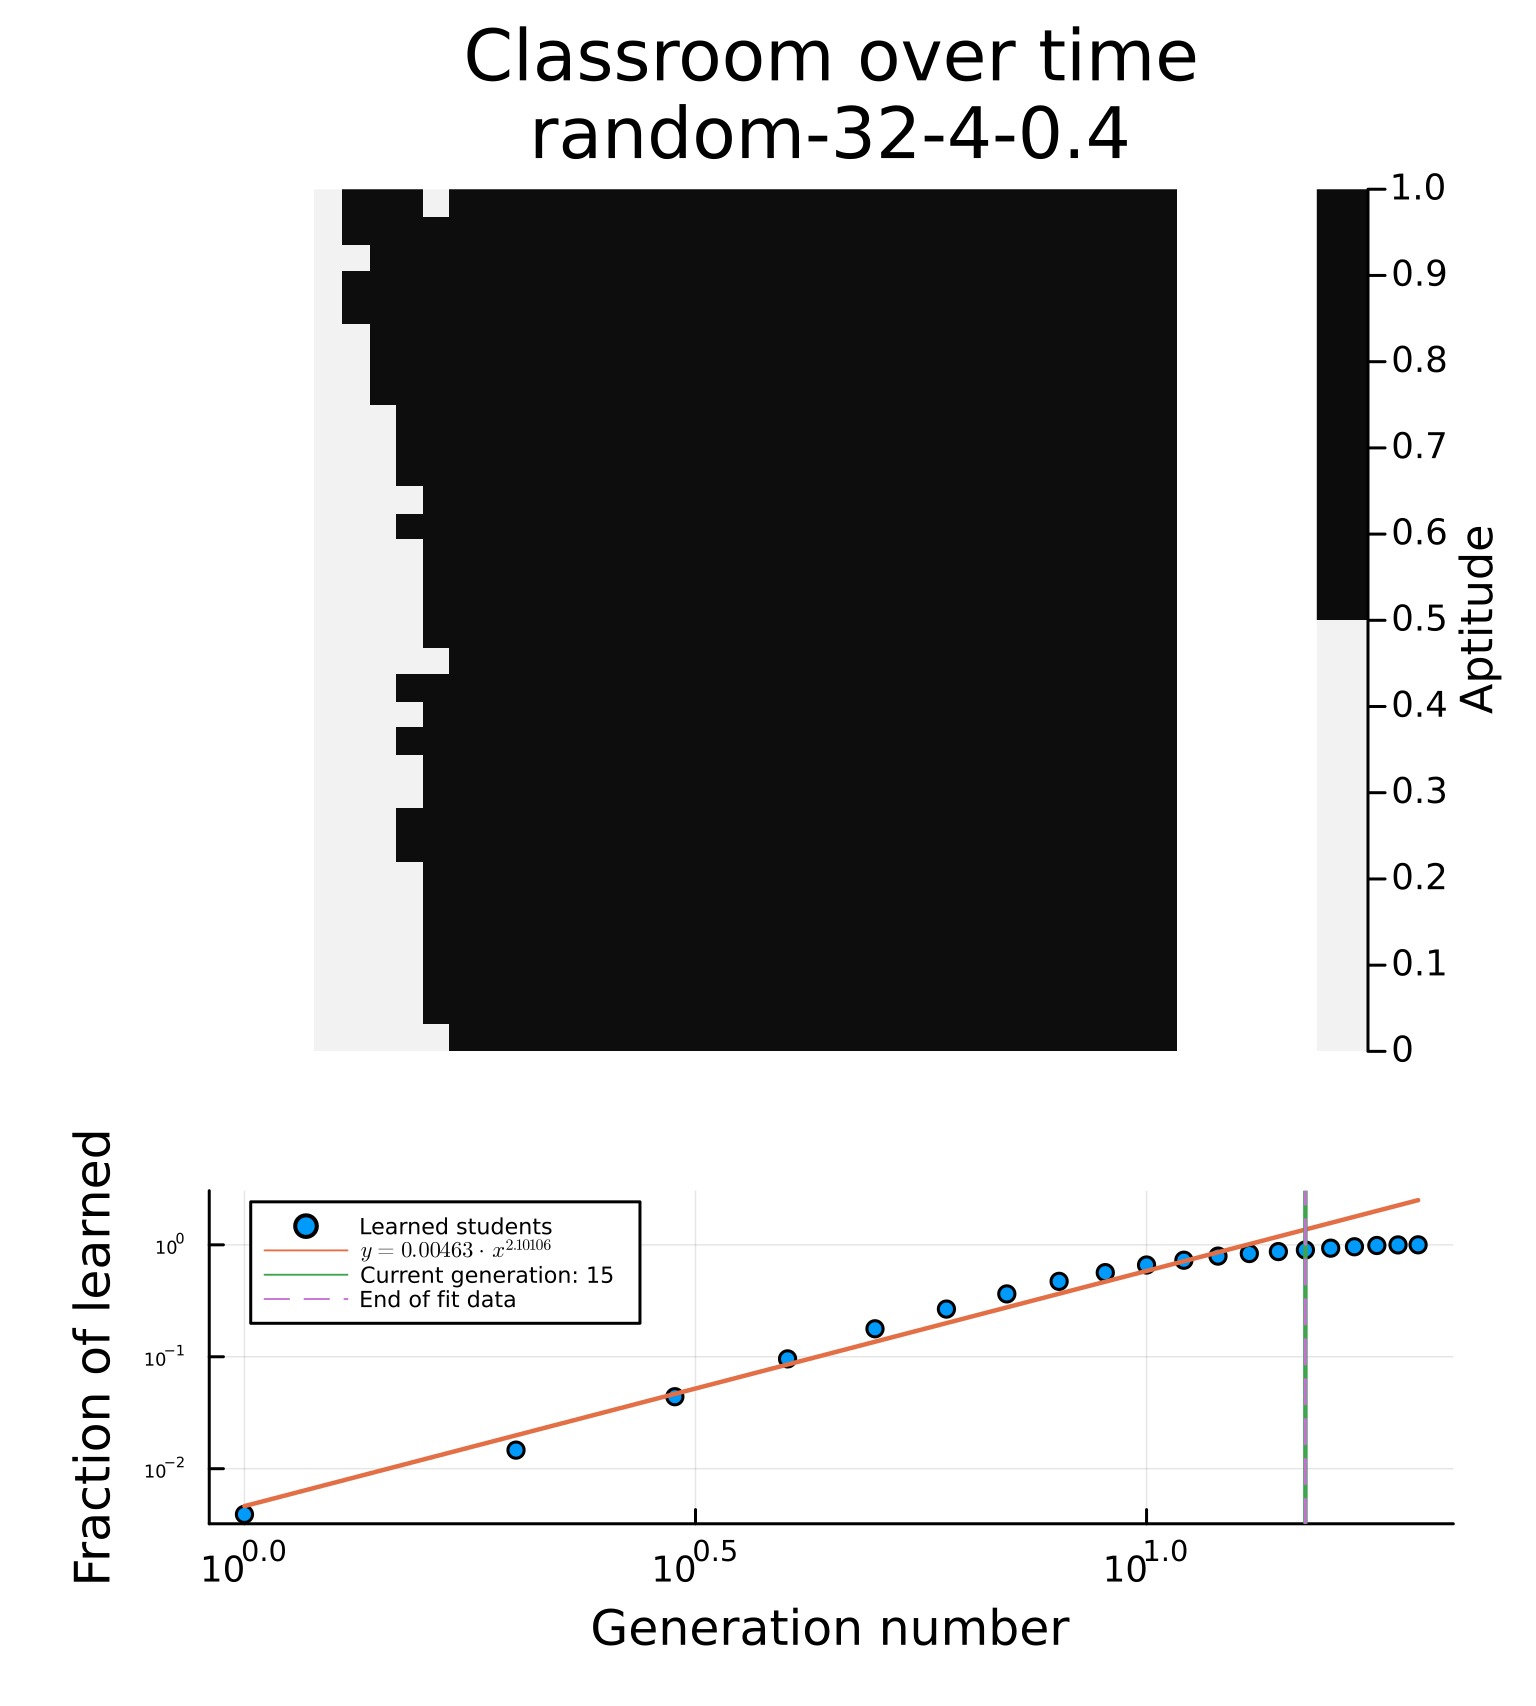 Classroom over time
random-32-4-0.4
1.0
0.9
0.8
0.7
0.6
0.5
0.4
0.3
0.2
0.1
0
Aptitude
Fraction of learned
10⁰
10⁻¹
10⁻²
Learned students
y = 0.00463 · x^2.10106
Current generation: 15
End of fit data
10^0.0
10^0.5
10^1.0
Generation number